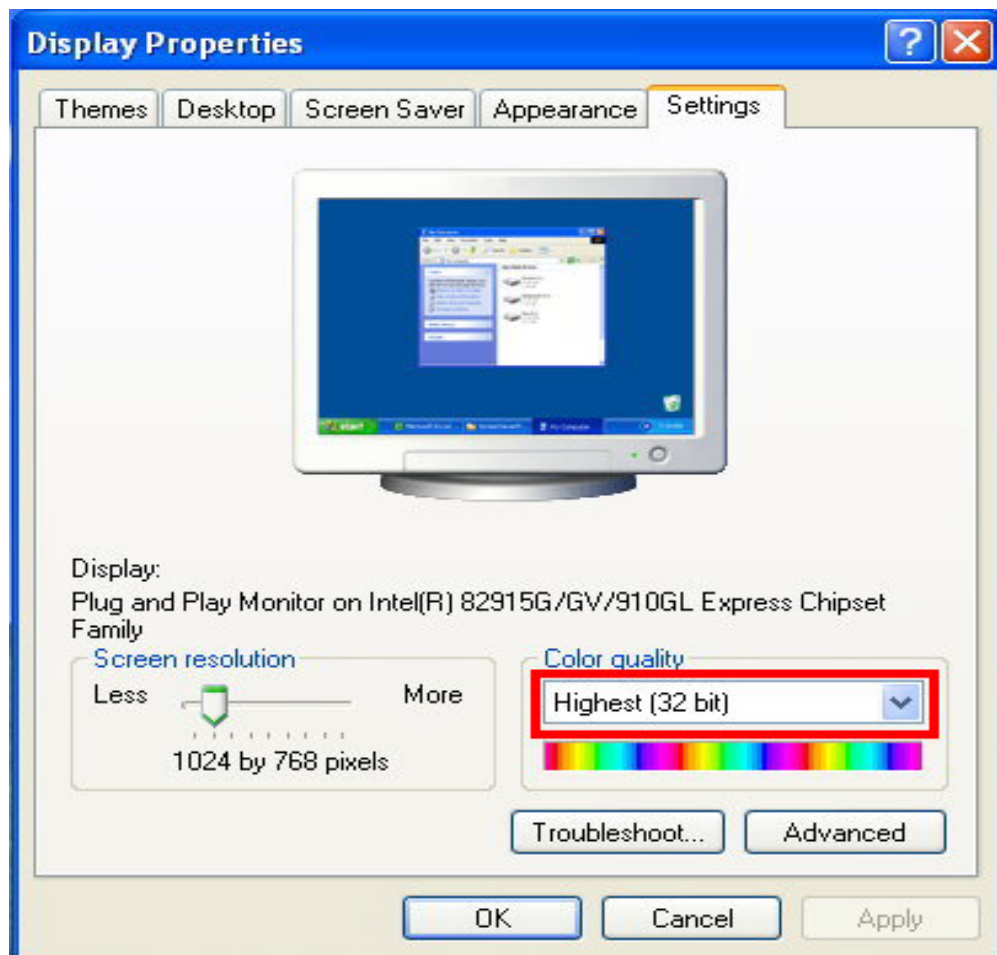 Display Properties
Themes Desktop Screen Saver Appearance Settings
start
Display:
Plug and Play Monitor on Intel(R) 82915G/GV/910GL Express Chipset
Family
Screen resolution
Less More
1024 by 768 pixels
Color quality
Highest (32 bit)
Troubleshoot... Advanced
OK Cancel Apply